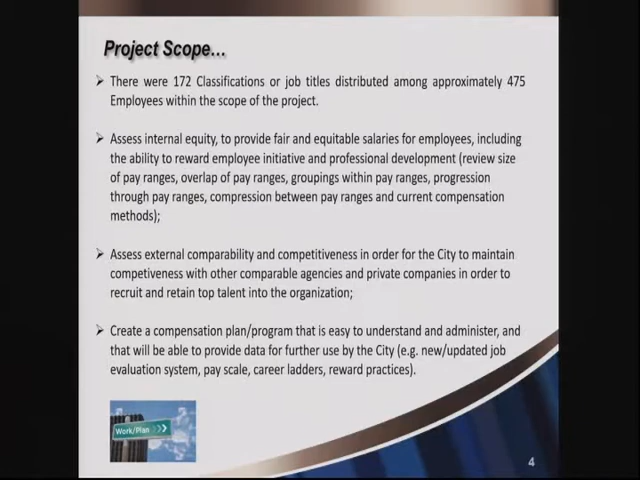 Project Scope...
There were 172 Classifications or job titles distributed among approximately 475
Employees within the scope of the project.
Assess internal equity, to provide fair and equitable salaries for employees, including
the ability to reward employee initiative and professional development (review size
of pay ranges, overlap of pay ranges, groupings within pay ranges, progression
through pay ranges, compression between pay ranges and current compensation
methods);
Assess external comparability and competitiveness in order for the City to maintain
competiveness with other comparable agencies and private companies in order to
recruit and retain top talent into the organization;
Create a compensation plan/program that is easy to understand and administer, and
that will be able to provide data for further use by the City (e.g. new/updated job
evaluation system, pay scale, career ladders, reward practices).
Work/Plan
4